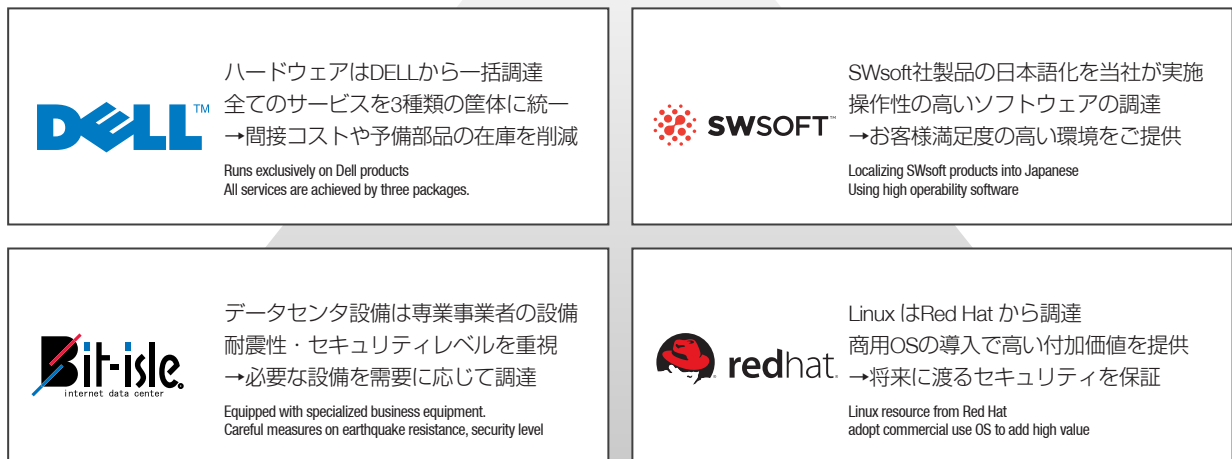 DELL™
ハードウェアはDELLから一括調達
全てのサービスを3種類の筐体に統一
→間接コストや予備部品の在庫を削減
Runs exclusively on Dell products
All services are achieved by three packages.
SWSOFT™
SWsoft社製品の日本語化を当社が実施
操作性の高いソフトウェアの調達
→お客様満足度の高い環境をご提供
Localizing SWsoft products into Japanese
Using high operability software
Bit-isle.
internet data center
データセンタ設備は専業事業者の設備
耐震性・セキュリティレベルを重視
→必要な設備を需要に応じて調達
Equipped with specialized business equipment.
Careful measures on earthquake resistance, security level
redhat.
Linux はRed Hat から調達
商用OSの導入で高い付加価値を提供
→将来に渡るセキュリティを保証
Linux resource from Red Hat
adopt commercial use OS to add high value